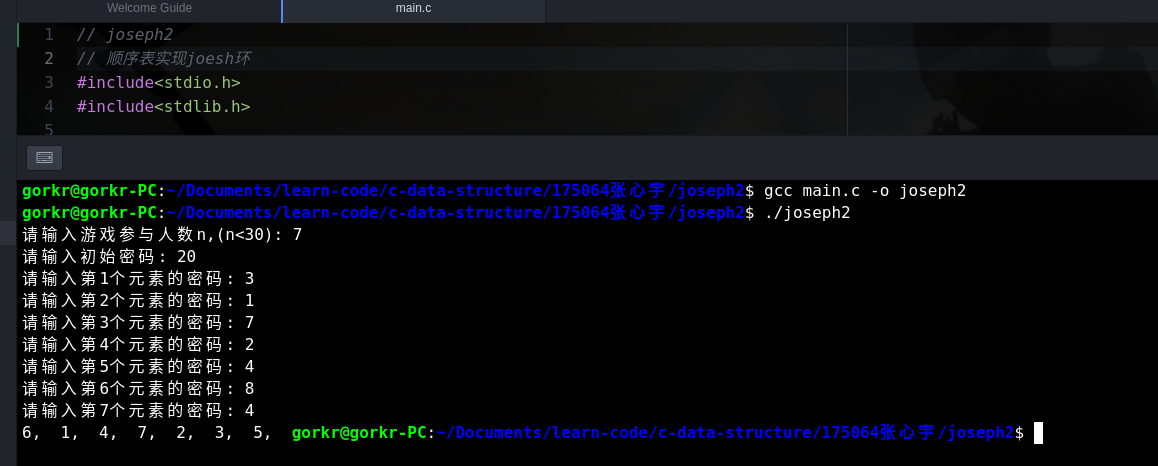 Welcome Guide main.c
1 // joseph2
2 // 顺序表实现joesh环
3 #include<stdio.h>
4 #include<stdlib.h>
5
gorkr@gorkr-PC:~/Documents/learn-code/c-data-structure/175064张心宇/joseph2$ gcc main.c -o joseph2
gorkr@gorkr-PC:~/Documents/learn-code/c-data-structure/175064张心宇/joseph2$ ./joseph2
请输入游戏参与人数n,(n<30): 7
请输入初始密码: 20
请输入第1个元素的密码: 3
请输入第2个元素的密码: 1
请输入第3个元素的密码: 7
请输入第4个元素的密码: 2
请输入第5个元素的密码: 4
请输入第6个元素的密码: 8
请输入第7个元素的密码: 4
6, 1, 4, 7, 2, 3, 5, gorkr@gorkr-PC:~/Documents/learn-code/c-data-structure/175064张心宇/joseph2$